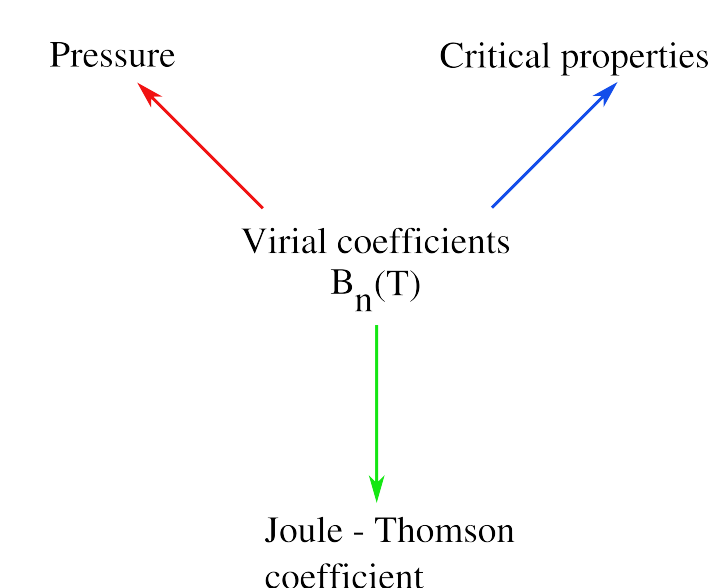 Pressure
Critical properties
Virial coefficients
Bn(T)
Joule - Thomson
coefficient